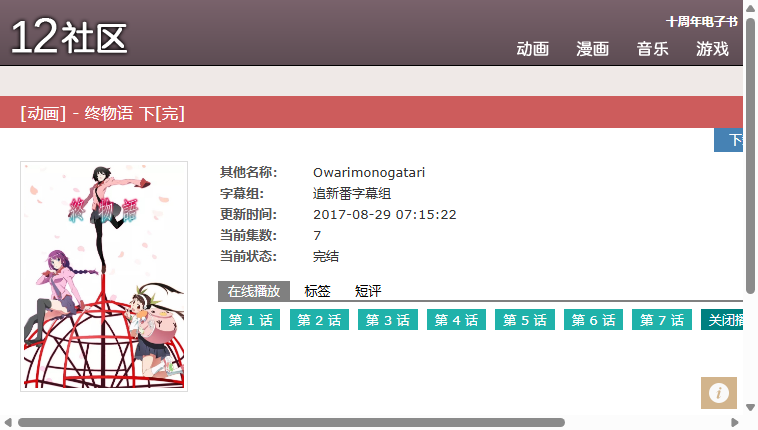 十周年电子书
12社区
动画 漫画 音乐 游戏
[动画] - 终物语 下[完]
下
終物語
其他名称： Owarimonogatari
字幕组： 追新番字幕组
更新时间： 2017-08-29 07:15:22
当前集数： 7
当前状态： 完结
在线播放 标签 短评
第 1 话 第 2 话 第 3 话 第 4 话 第 5 话 第 6 话 第 7 话 关闭播